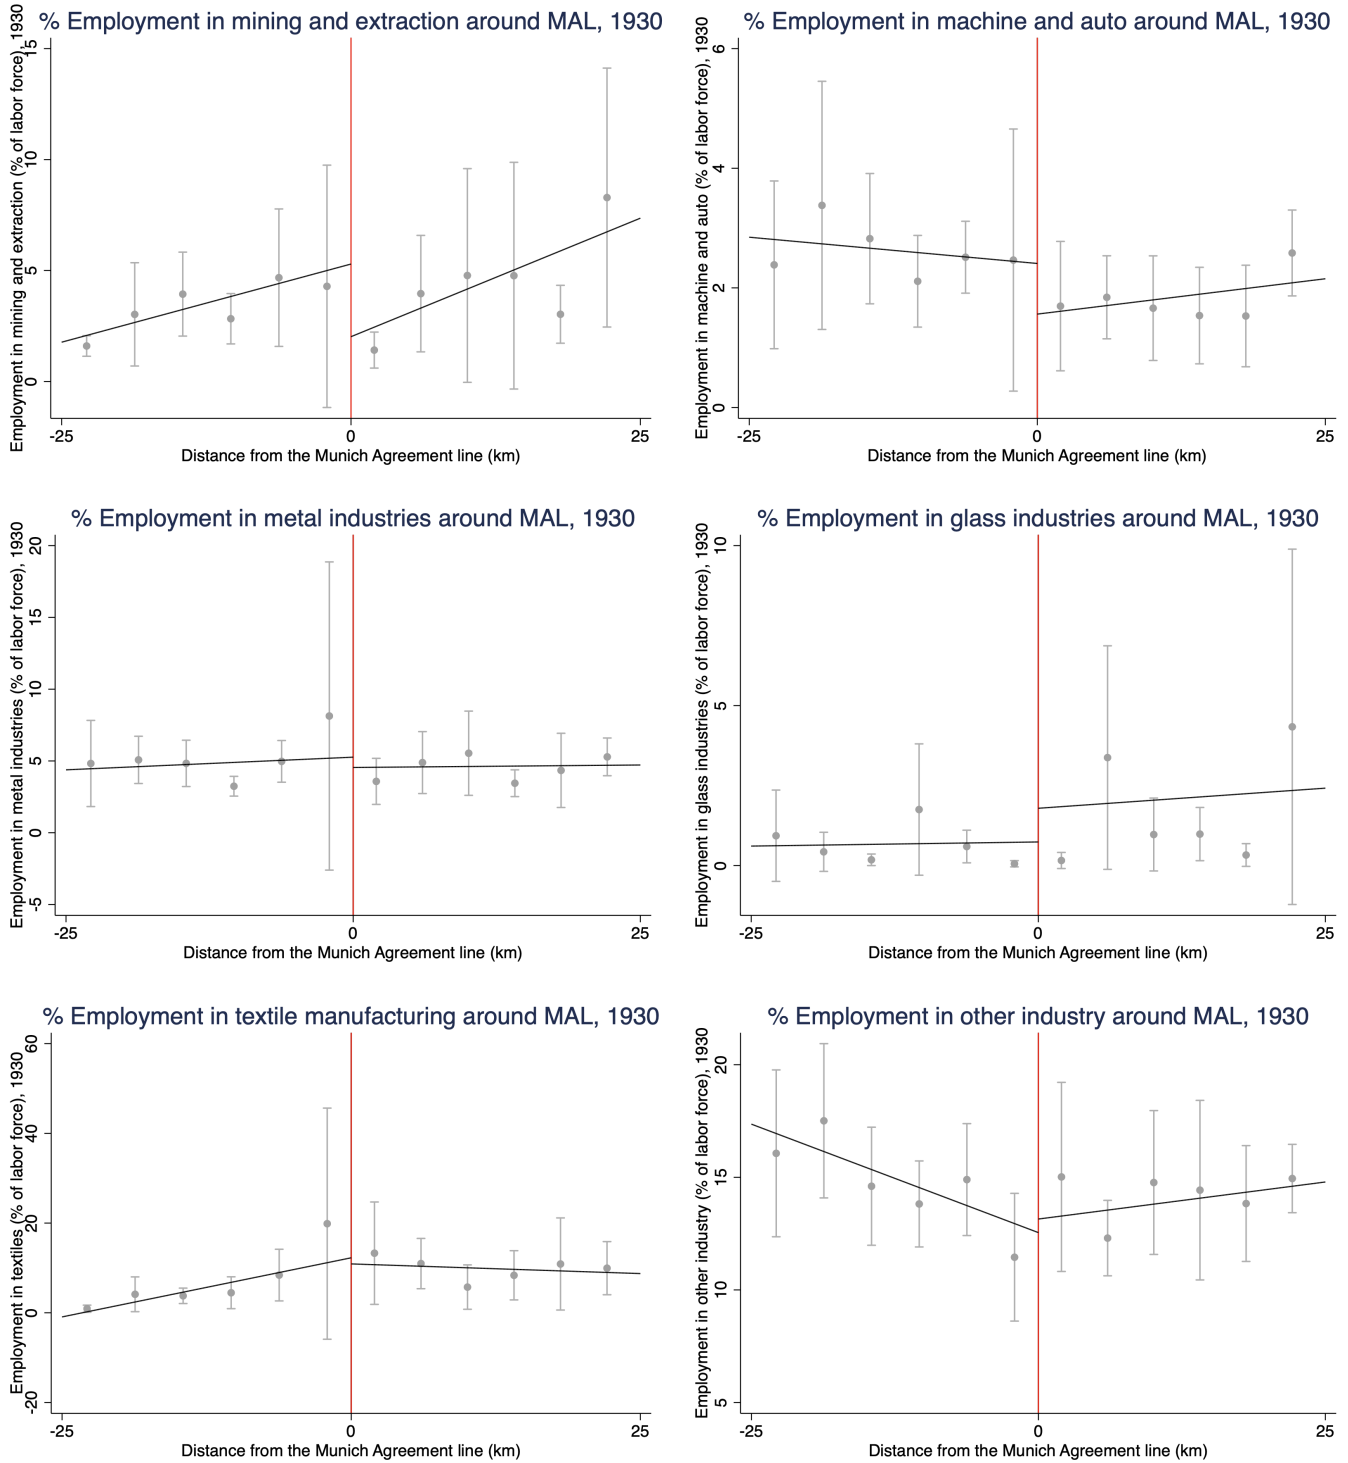 % Employment in mining and extraction around MAL, 1930
Employment in mining and extraction (% of labor force), 1930
15
10
5
0
-25 0 25
Distance from the Munich Agreement line (km)
% Employment in machine and auto around MAL, 1930
Employment in machine and auto (% of labor force), 1930
6
4
2
0
-25 0 25
Distance from the Munich Agreement line (km)
% Employment in metal industries around MAL, 1930
Employment in metal industries (% of labor force), 1930
20
15
10
5
0
-5
-25 0 25
Distance from the Munich Agreement line (km)
% Employment in glass industries around MAL, 1930
Employment in glass industries (% of labor force), 1930
10
5
0
-25 0 25
Distance from the Munich Agreement line (km)
% Employment in textile manufacturing around MAL, 1930
Employment in textiles (% of labor force), 1930
60
40
20
0
-20
-25 0 25
Distance from the Munich Agreement line (km)
% Employment in other industry around MAL, 1930
Employment in other industry (% of labor force), 1930
20
15
10
5
-25 0 25
Distance from the Munich Agreement line (km)